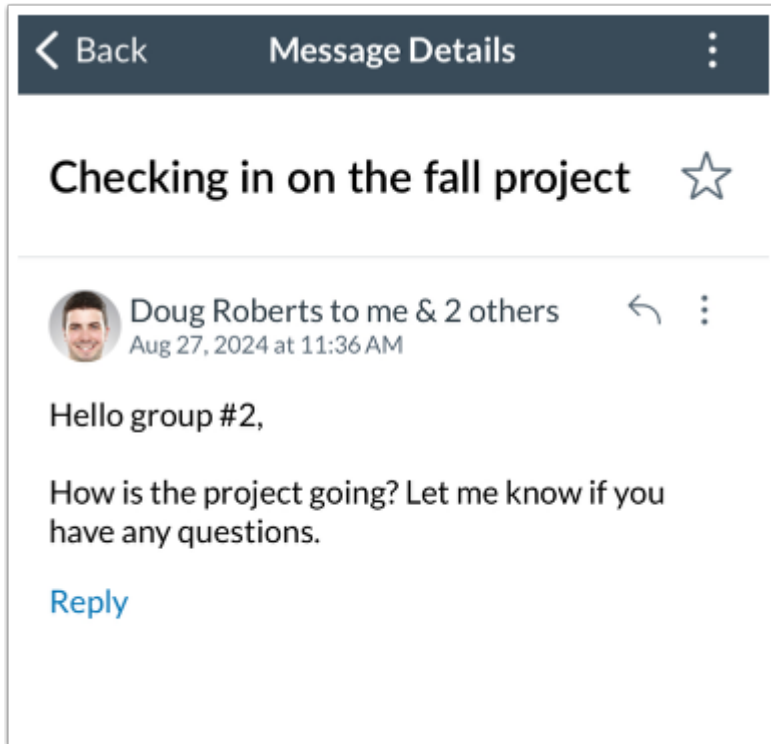 Back
Message Details
Checking in on the fall project
Doug Roberts to me & 2 others
Aug 27, 2024 at 11:36 AM
Hello group #2,
How is the project going? Let me know if you
have any questions.
Reply